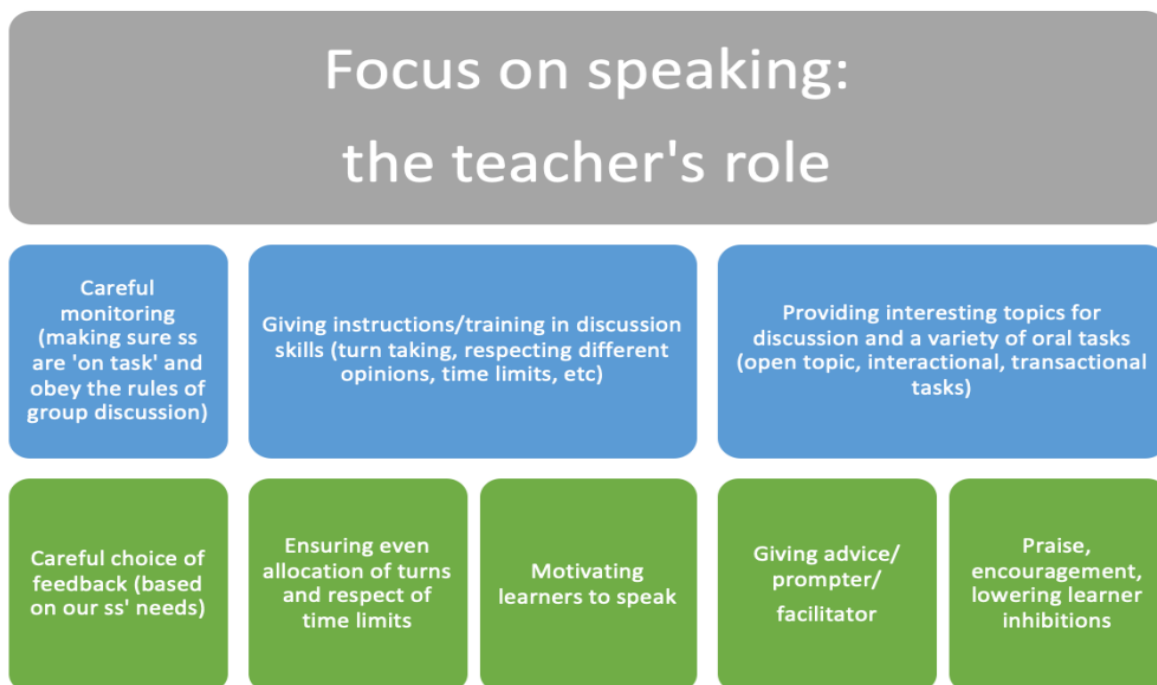 Focus on speaking:
the teacher's role
Careful
monitoring
(making sure ss
are 'on task' and
obey the rules of
group discussion)
Giving instructions/training in discussion
skills (turn taking, respecting different
opinions, time limits, etc)
Providing interesting topics for
discussion and a variety of oral tasks
(open topic, interactional, transactional
tasks)
Careful choice of
feedback (based
on our ss' needs)
Ensuring even
allocation of turns
and respect of
time limits
Motivating
learners to speak
Giving advice/
prompter/
facilitator
Praise,
encouragement,
lowering learner
inhibitions